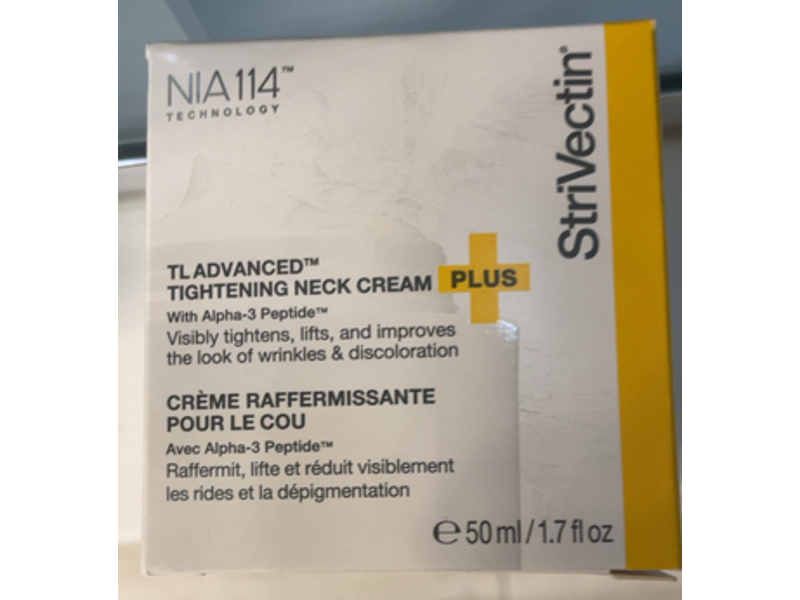 NIA114™
TECHNOLOGY
StriVectin®
TL ADVANCED™
TIGHTENING NECK CREAM PLUS
With Alpha-3 Peptide™
Visibly tightens, lifts, and improves
the look of wrinkles & discoloration
CRÈME RAFFERMISSANTE
POUR LE COU
Avec Alpha-3 Peptide™
Raffermit, lifte et réduit visiblement
les rides et la dépigmentation
℮ 50 ml / 1.7 fl oz